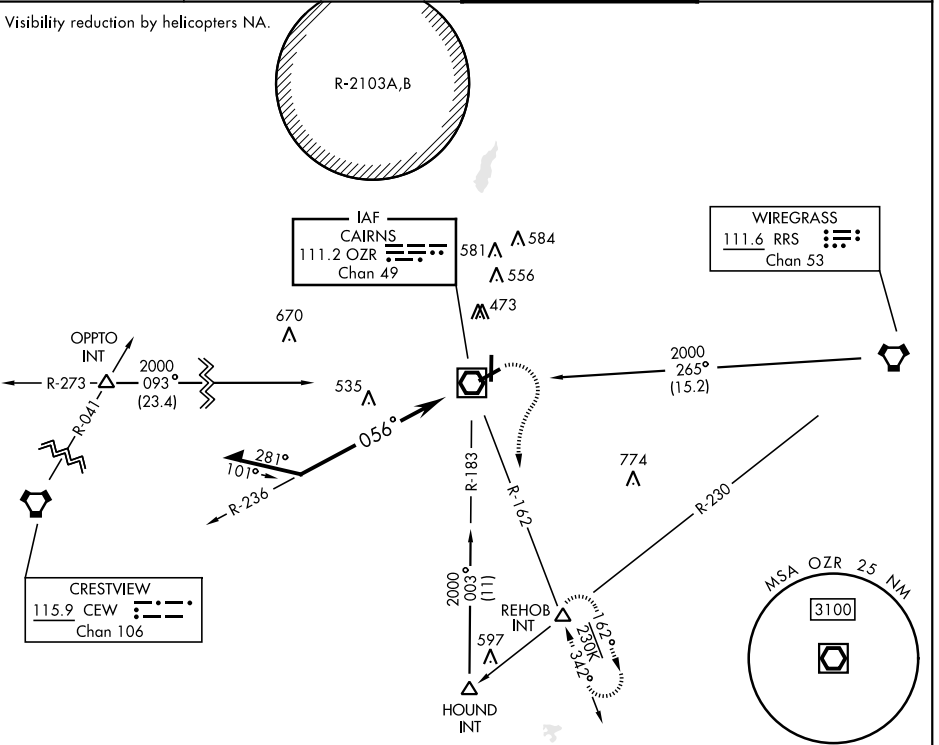 Visibility reduction by helicopters NA.
R-2103A,B
IAF
CAIRNS
111.2 OZR
Chan 49
581
584
556
473
WIREGRASS
111.6 RRS
Chan 53
670
OPPTO
INT
R-273
2000
093°
(23.4)
R-041
535
2000
265°
(15.2)
056°
281°
101°
R-236
R-183
R-162
774
R-230
CRESTVIEW
115.9 CEW
Chan 106
2000
003°
(11)
REHOB
INT
162°
230K
342°
597
HOUND
INT
MSA OZR 25 NM
3100